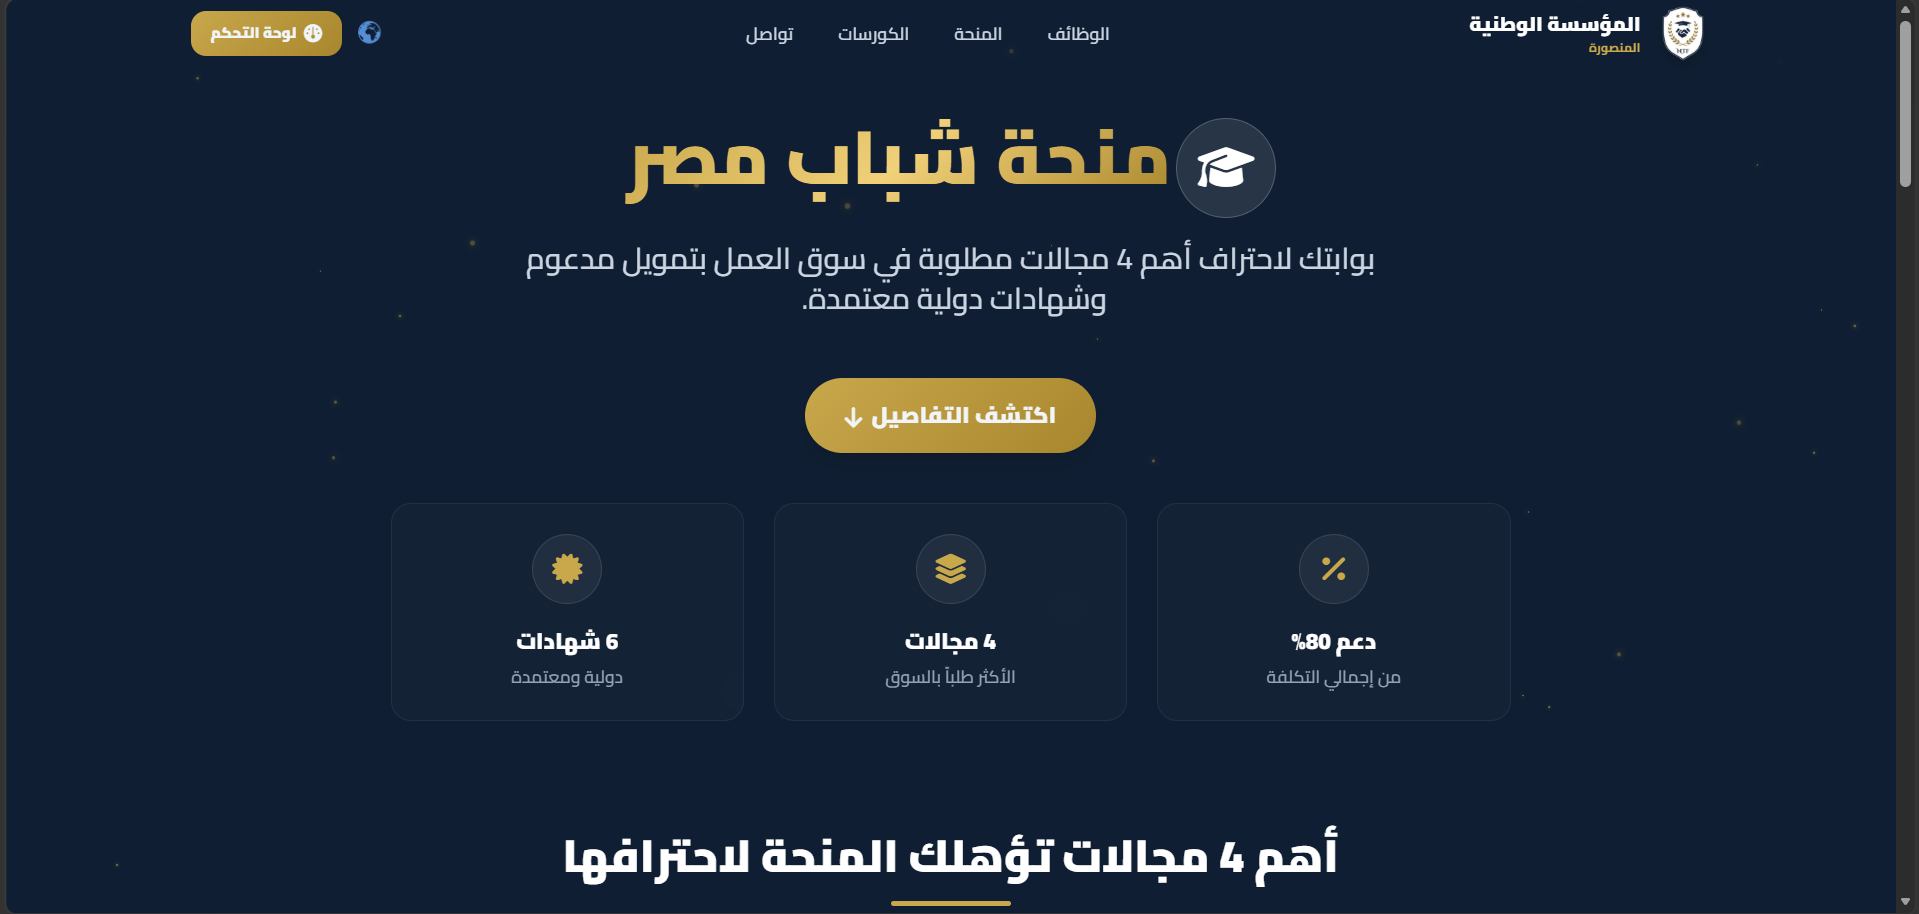 المؤسسة الوطنية
المنصورة
الوظائف
المنحة
الكورسات
تواصل
لوحة التحكم
منحة شباب مصر
بوابتك لاحتراف أهم 4 مجالات مطلوبة في سوق العمل بتمويل مدعوم
وشهادات دولية معتمدة.
اكتشف التفاصيل ↓
دعم 80%
من إجمالي التكلفة
4 مجالات
الأكثر طلباً بالسوق
6 شهادات
دولية ومعتمدة
أهم 4 مجالات تؤهلك المنحة لاحترافها